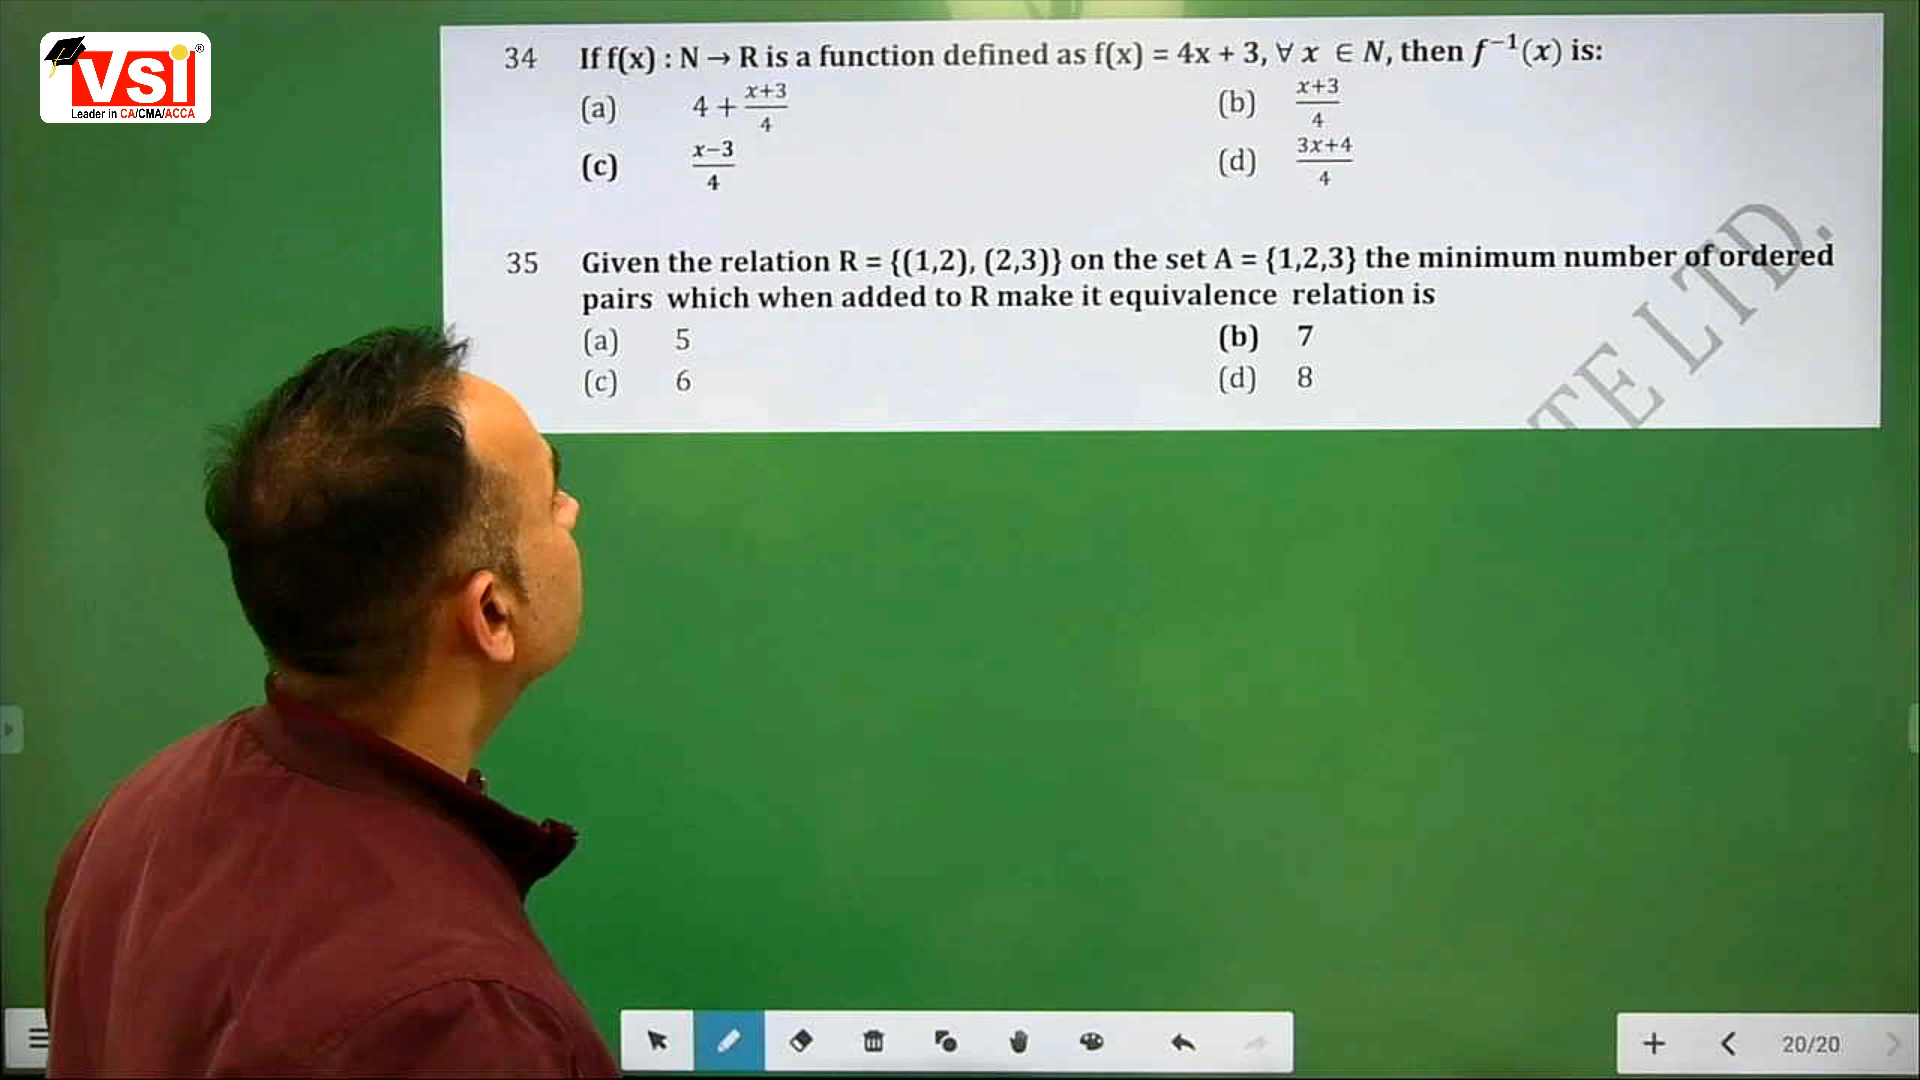 VSI®
Leader in CA/CMA/ACCA
34 If f(x) : N → R is a function defined as f(x) = 4x + 3, ∀ x ∈ N, then f⁻¹(x) is:
(a) 4 + x+3/4 (b) x+3/4
(c) x−3/4 (d) 3x+4/4
35 Given the relation R = {(1,2), (2,3)} on the set A = {1,2,3} the minimum number of ordered
pairs which when added to R make it equivalence relation is
(a) 5 (b) 7
(c) 6 (d) 8
TE LTD.
20/20